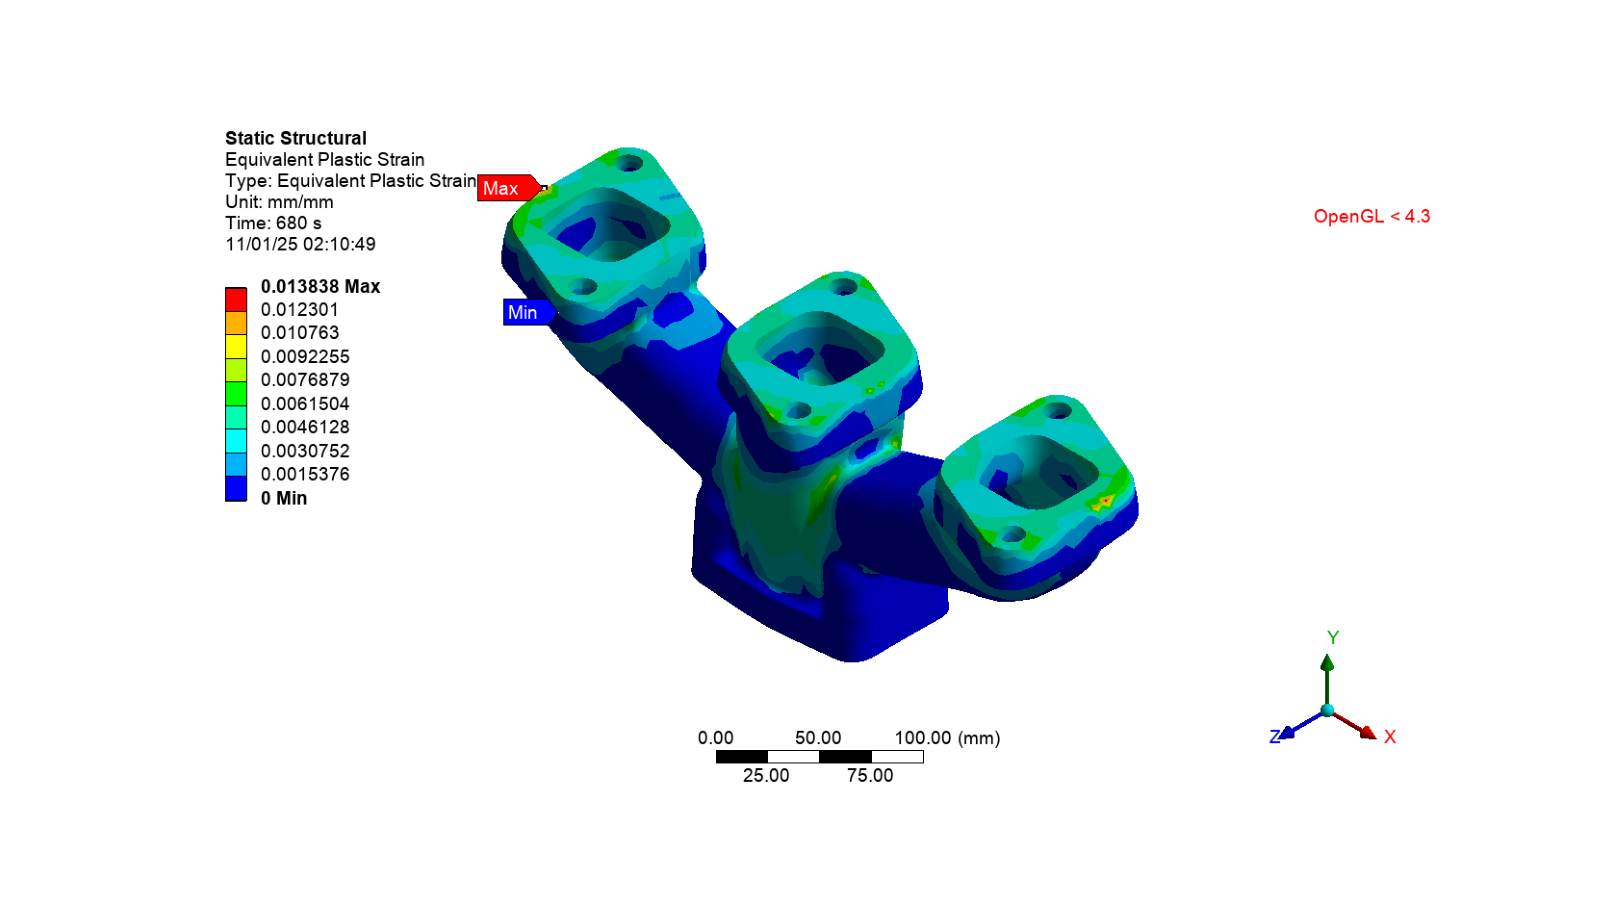 Static Structural
Equivalent Plastic Strain
Type: Equivalent Plastic Strain
Unit: mm/mm
Time: 680 s
11/01/25 02:10:49
0.013838 Max
0.012301
0.010763
0.0092255
0.0076879
0.0061504
0.0046128
0.0030752
0.0015376
0 Min
Max
Min
OpenGL < 4.3
0.00 50.00 100.00 (mm)
25.00 75.00
Y
Z X